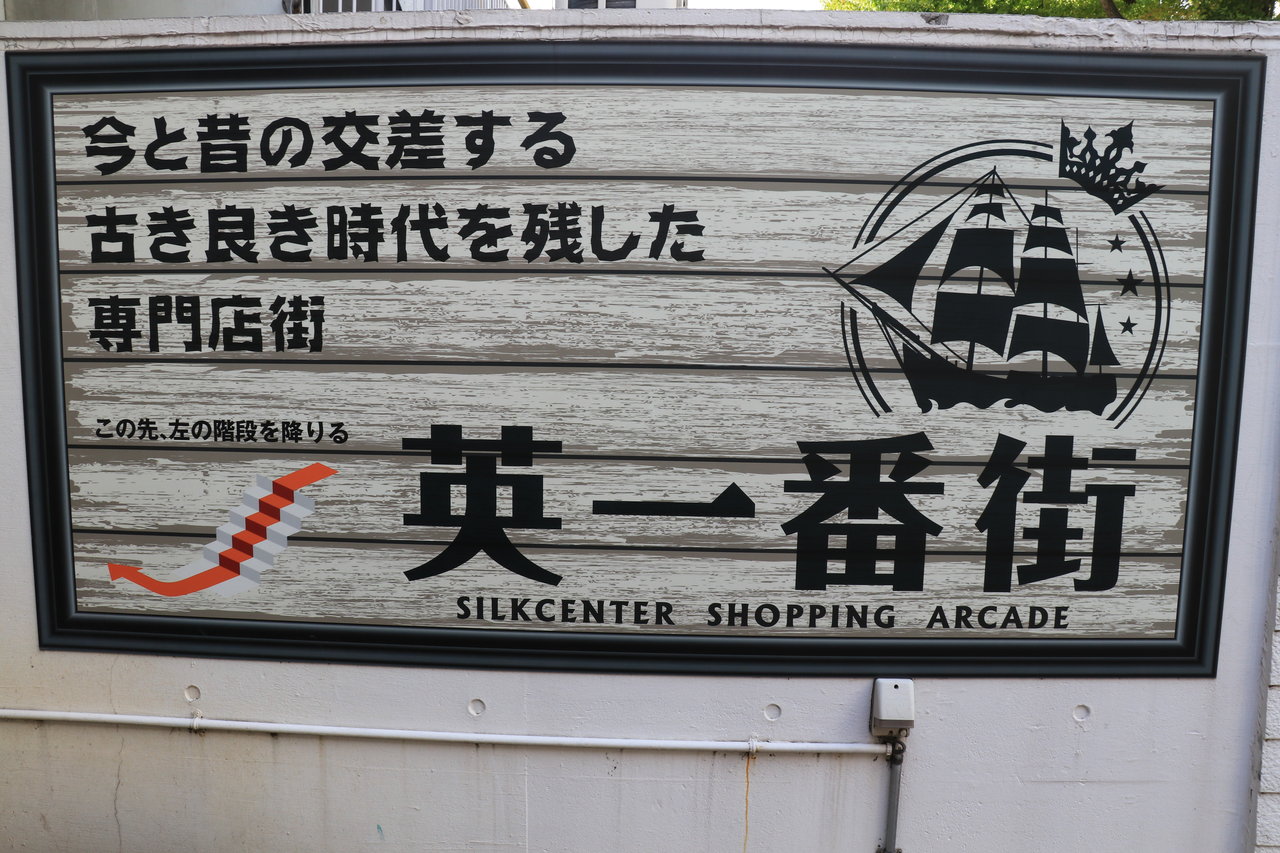 今と昔の交差する
古き良き時代を残した
専門店街
この先、左の階段を降りる
英一番街
SILKCENTER SHOPPING ARCADE